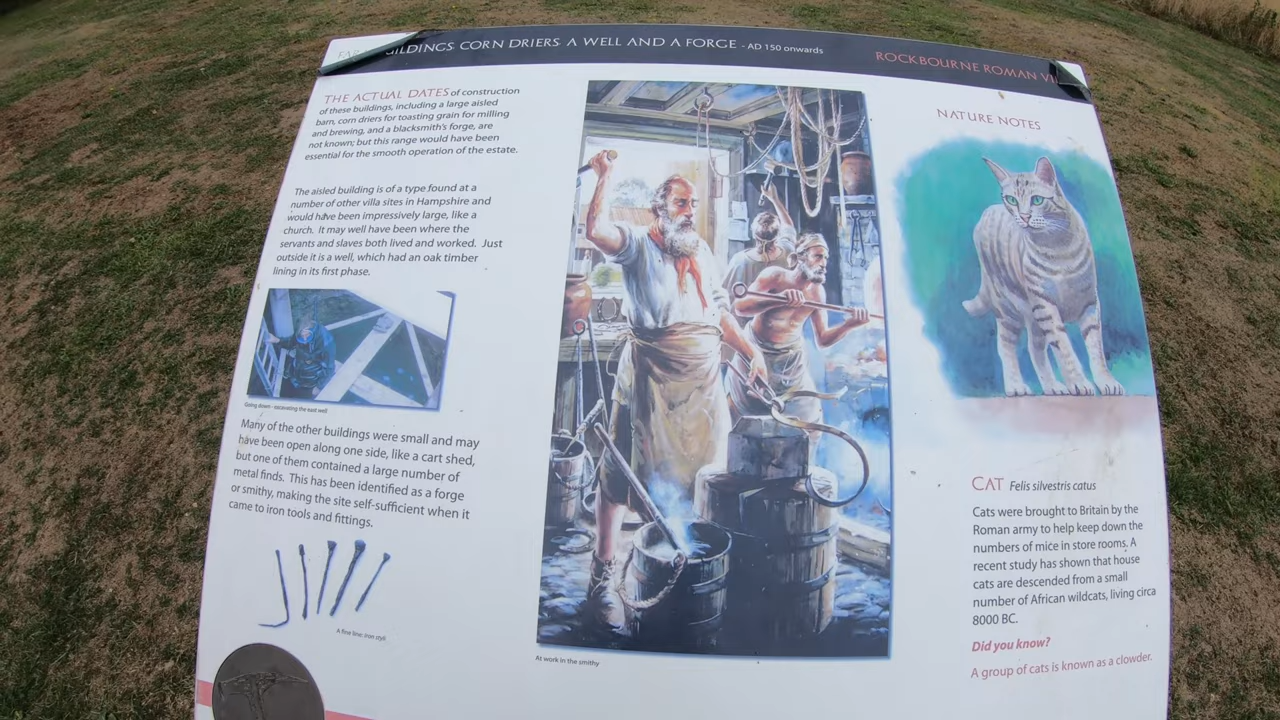 BUILDINGS CORN DRIERS A WELL AND A FORGE - AD 150 onwards
ROCKBOURNE ROMAN
THE ACTUAL DATES of construction
of these buildings, including a large aisled
barn, corn driers for toasting grain for milling
and brewing, and a blacksmith's forge, are
not known; but this range would have been
essential for the smooth operation of the estate.
The aisled building is of a type found at a
number of other villa sites in Hampshire and
would have been impressively large, like a
church. It may well have been where the
servants and slaves both lived and worked. Just
outside it is a well, which had an oak timber
lining in its first phase.
Going down - excavating the east well
Many of the other buildings were small and may
have been open along one side, like a cart shed,
but one of them contained a large number of
metal finds. This has been identified as a forge
or smithy, making the site self-sufficient when it
came to iron tools and fittings.
A fine line: iron styli
At work in the smithy
NATURE NOTES
CAT Felis silvestris catus
Cats were brought to Britain by the
Roman army to help keep down the
numbers of mice in store rooms. A
recent study has shown that house
cats are descended from a small
number of African wildcats, living circa
8000 BC.
Did you know?
A group of cats is known as a clowder.